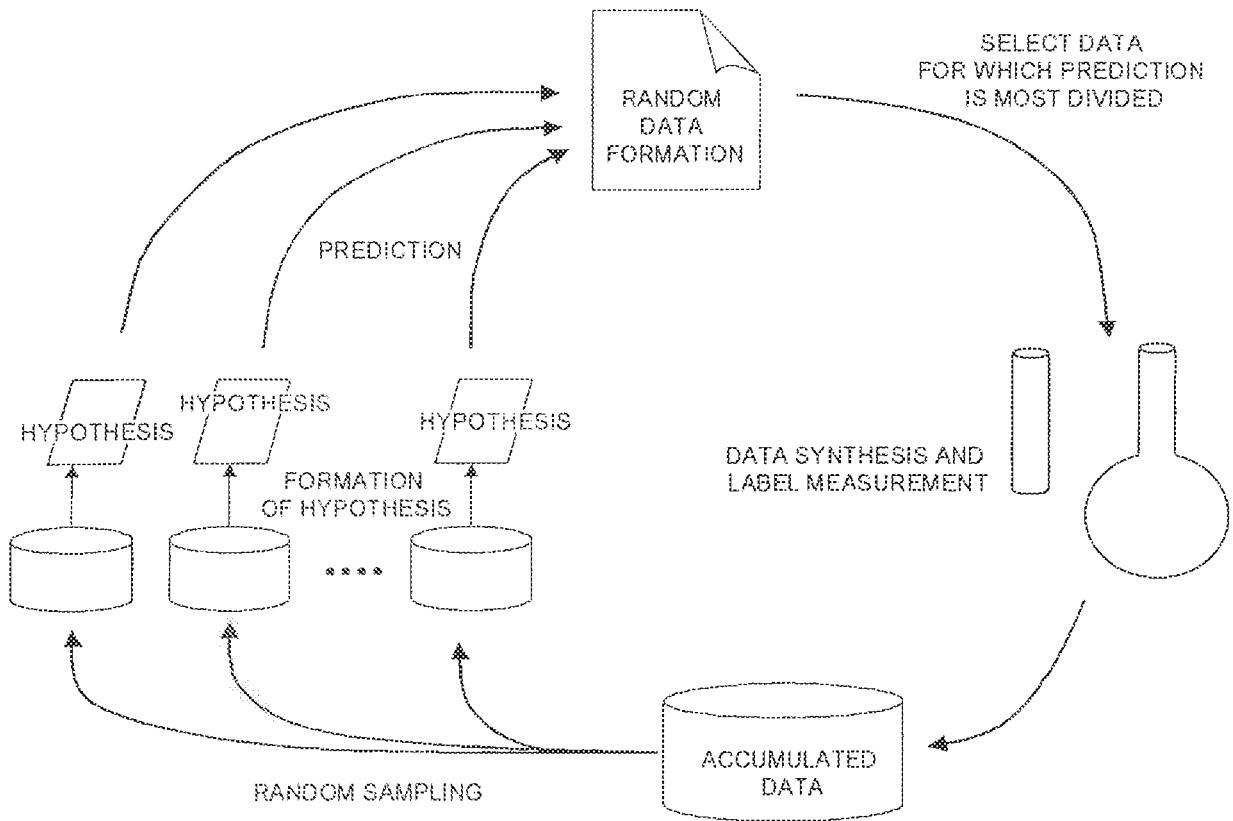 SELECT DATA
FOR WHICH PREDICTION
IS MOST DIVIDED
RANDOM
DATA
FORMATION
PREDICTION
HYPOTHESIS
HYPOTHESIS
HYPOTHESIS
FORMATION
OF HYPOTHESIS
DATA SYNTHESIS AND
LABEL MEASUREMENT
ACCUMULATED
DATA
RANDOM SAMPLING